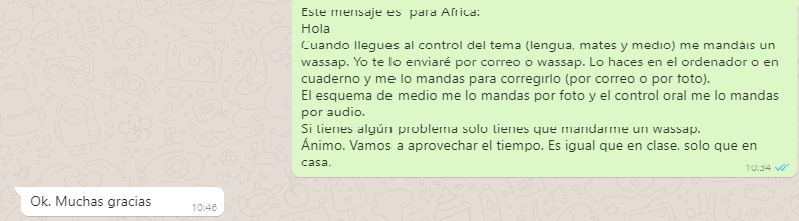 Este mensaje es para África:
Hola
Cuando llegues al control del tema (lengua, mates y medio) me mandáis un
wassap. Yo te lo enviaré por correo o wassap. Lo haces en el ordenador o en
cuaderno y me lo mandas para corregirlo (por correo o por foto).
El esquema de medio me lo mandas por foto y el control oral me lo mandas
por audio.
Si tienes algún problema solo tienes que mandarme un wassap.
Ánimo. Vamos a aprovechar el tiempo. Es igual que en clase, solo que en
casa.
10:34
Ok. Muchas gracias
10:46